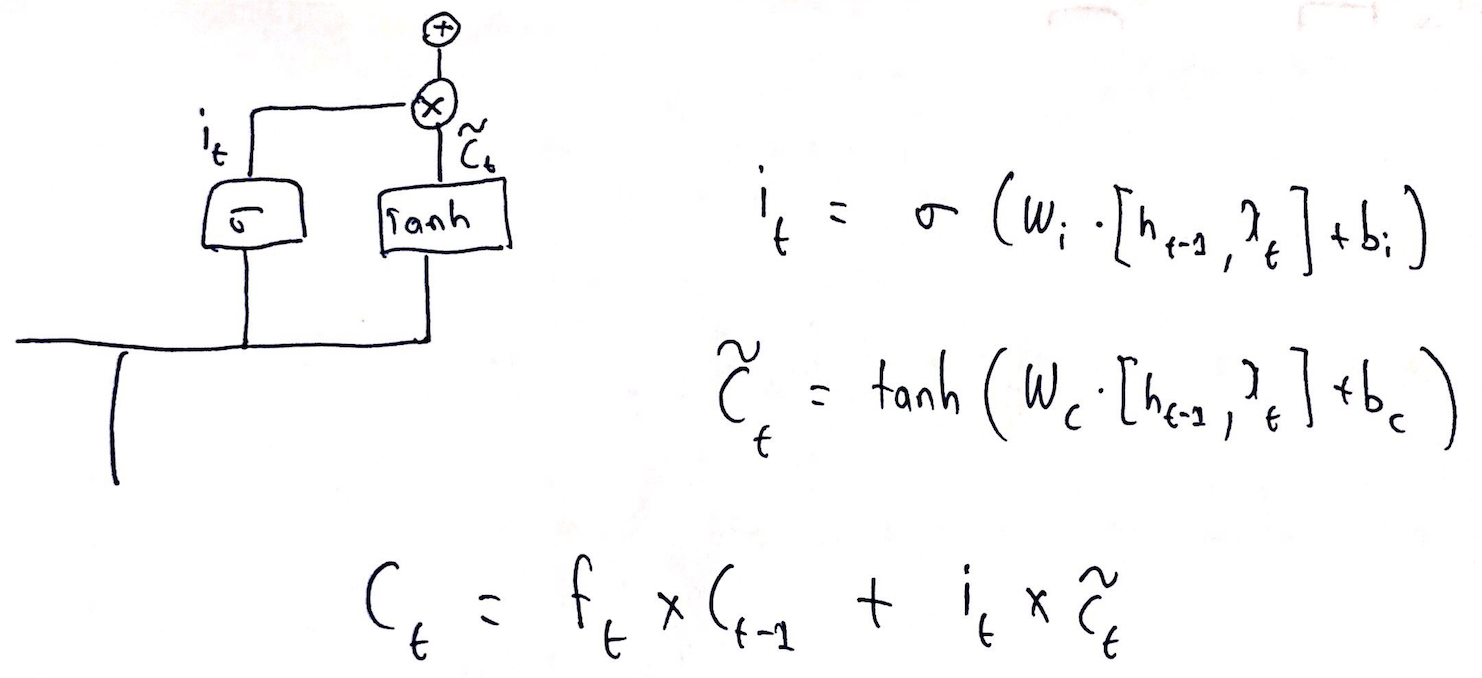 +
×
i_t
C̃_t
σ
Tanh
i_t = σ (W_i · [h_{t-1}, x_t] + b_i)
C̃_t = tanh (W_c · [h_{t-1}, x_t] + b_c)
C_t = f_t × C_{t-1} + i_t × C̃_t